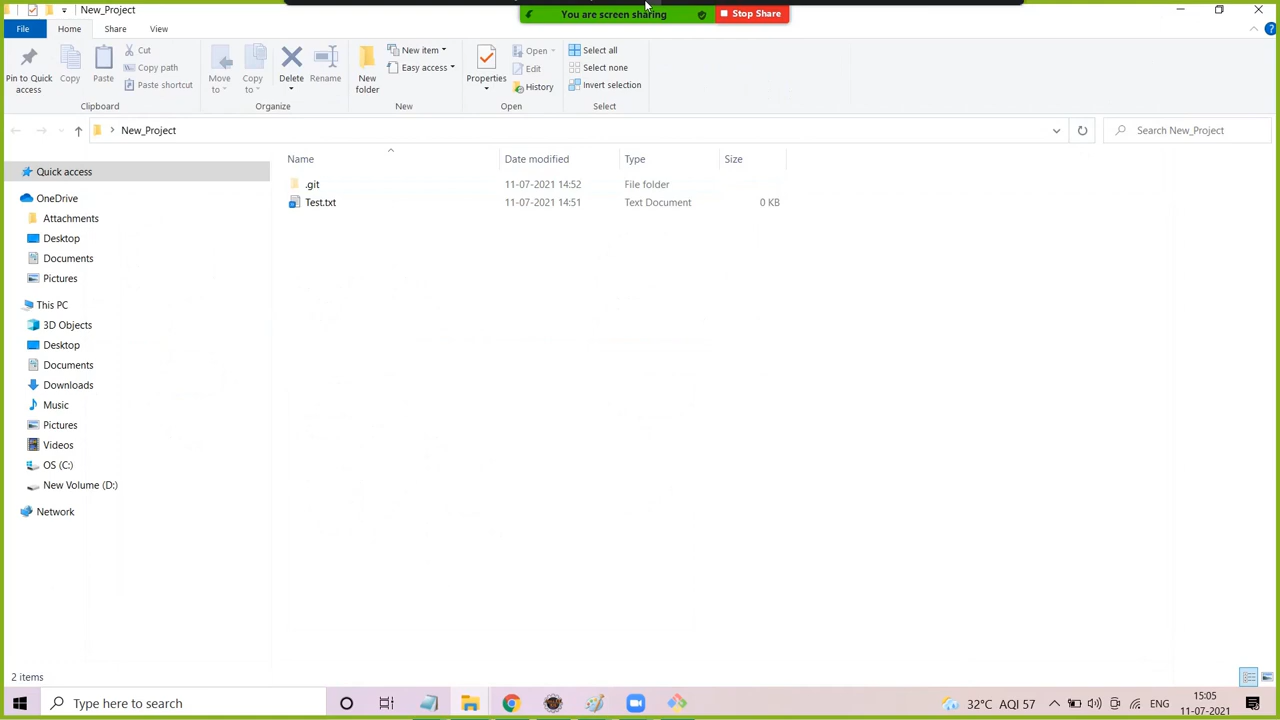 New_Project
You are screen sharing
Stop Share
File Home Share View
Pin to Quick access
Copy
Paste
Cut
Copy path
Paste shortcut
Clipboard
Move to
Copy to
Delete
Rename
Organize
New folder
New item
Easy access
New
Properties
Open
Edit
History
Open
Select all
Select none
Invert selection
Select
New_Project
Search New_Project
Name Date modified Type Size
.git 11-07-2021 14:52 File folder
Test.txt 11-07-2021 14:51 Text Document 0 KB
Quick access
OneDrive
Attachments
Desktop
Documents
Pictures
This PC
3D Objects
Desktop
Documents
Downloads
Music
Pictures
Videos
OS (C:)
New Volume (D:)
Network
2 items
Type here to search
32°C AQI 57
ENG
15:05
11-07-2021